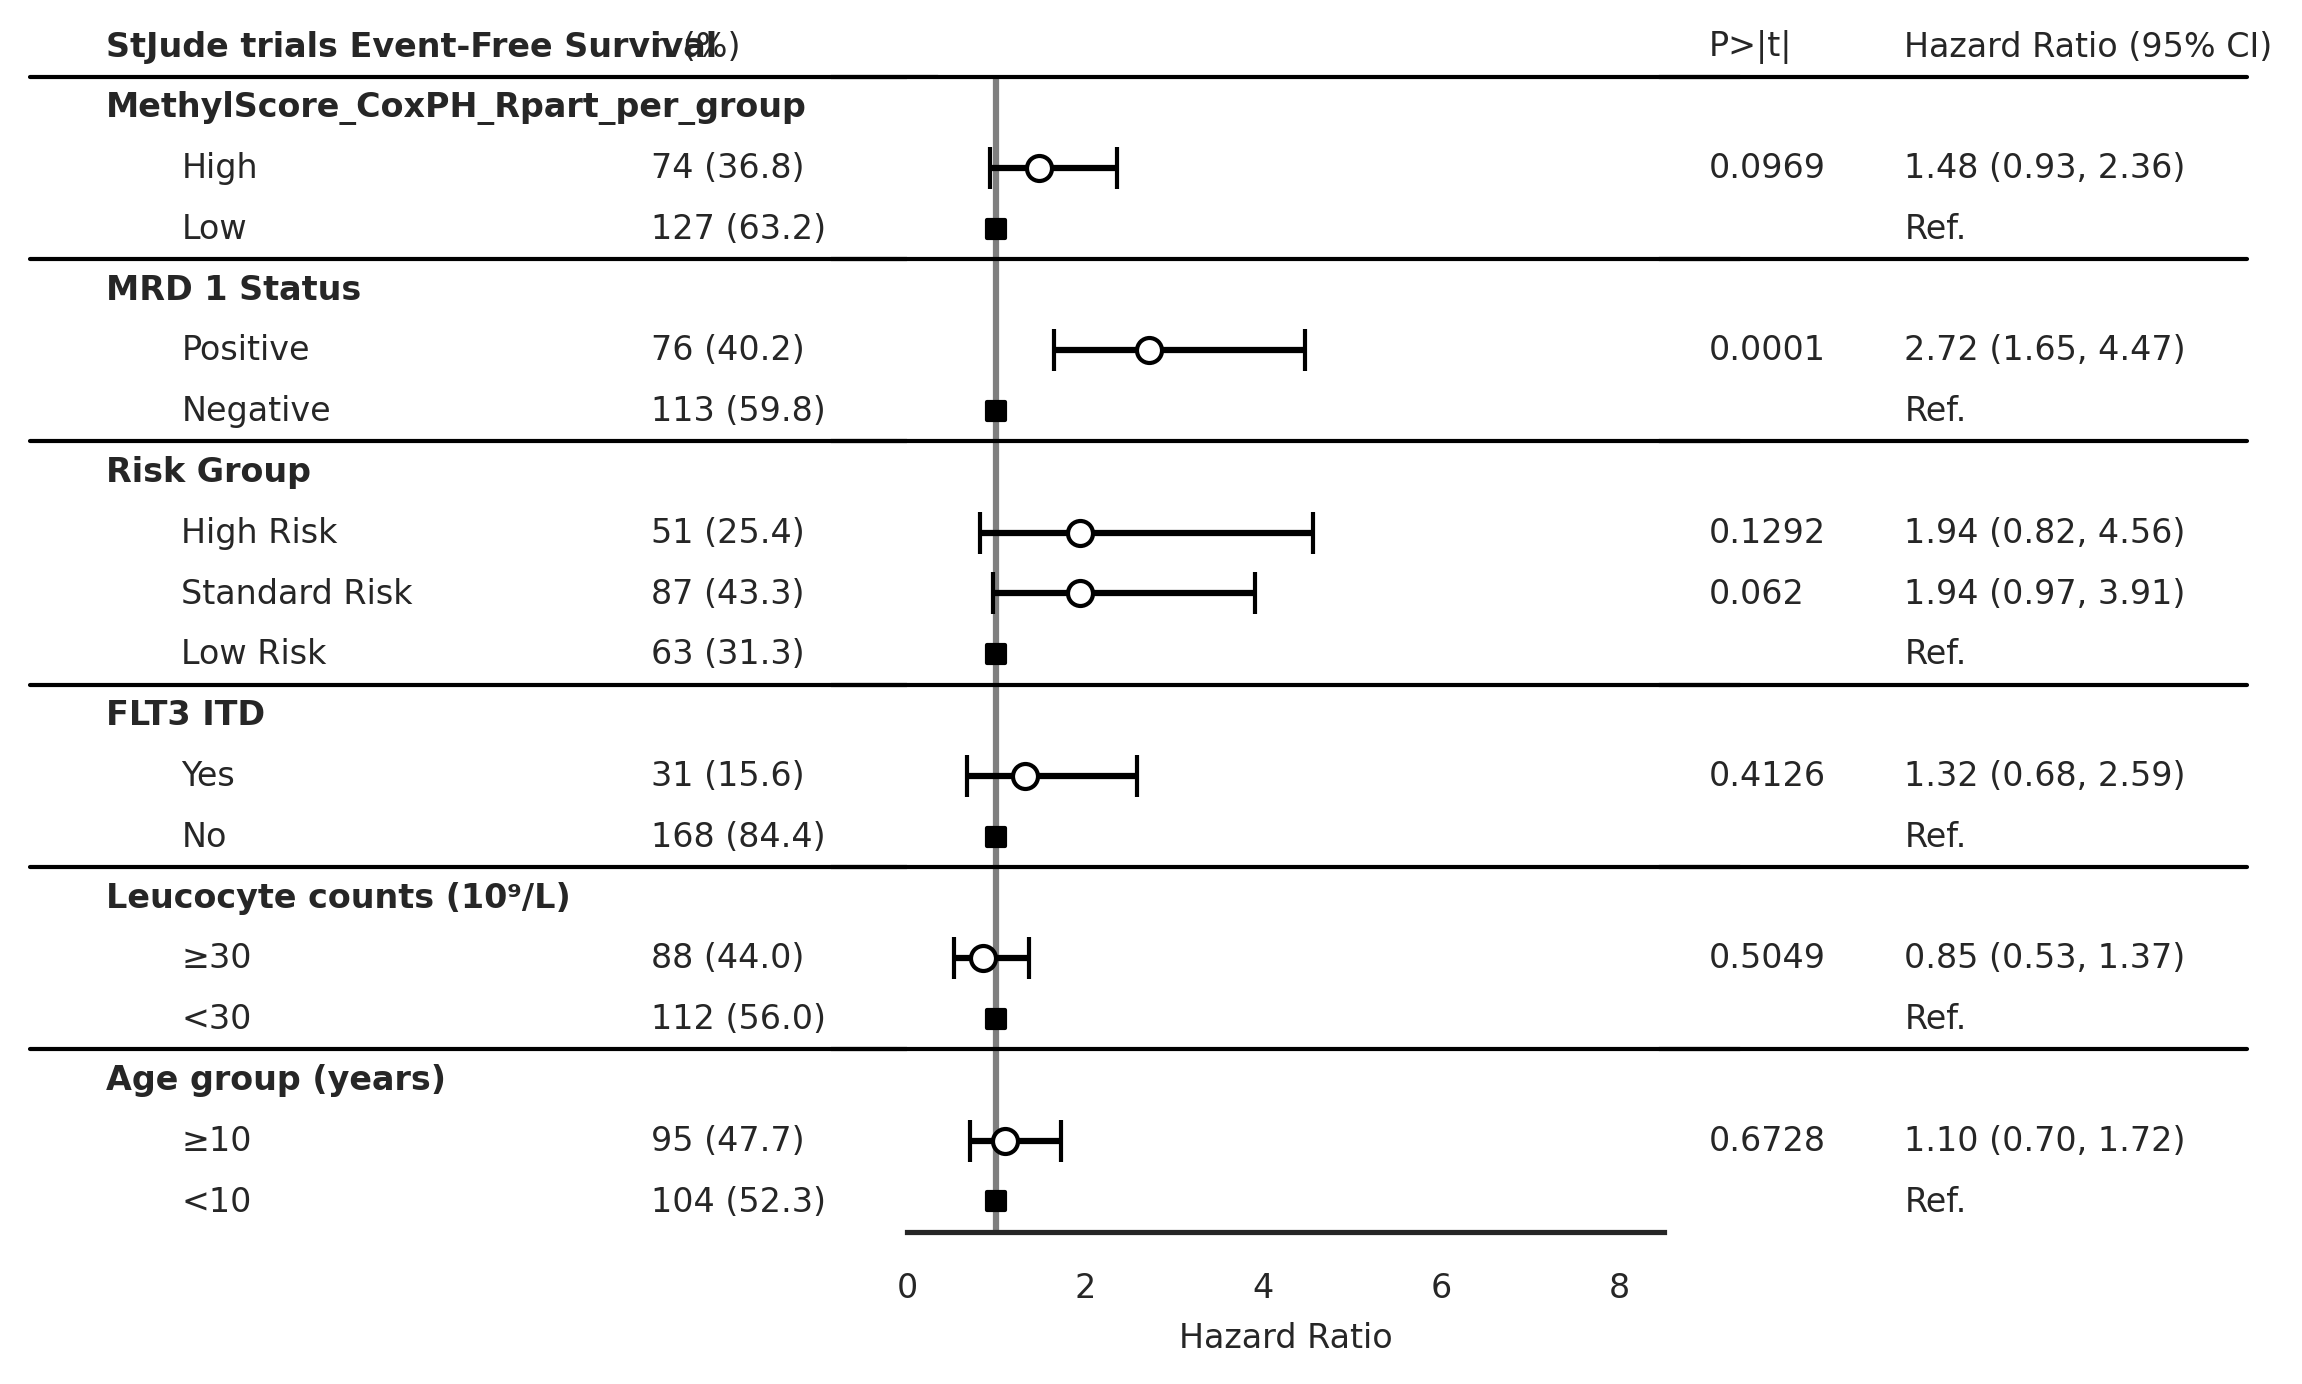 StJude trials Event-Free Survival (%) P>|t| Hazard Ratio (95% CI)
MethylScore_CoxPH_Rpart_per_group
High 74 (36.8) 0.0969 1.48 (0.93, 2.36)
Low 127 (63.2) Ref.
MRD 1 Status
Positive 76 (40.2) 0.0001 2.72 (1.65, 4.47)
Negative 113 (59.8) Ref.
Risk Group
High Risk 51 (25.4) 0.1292 1.94 (0.82, 4.56)
Standard Risk 87 (43.3) 0.062 1.94 (0.97, 3.91)
Low Risk 63 (31.3) Ref.
FLT3 ITD
Yes 31 (15.6) 0.4126 1.32 (0.68, 2.59)
No 168 (84.4) Ref.
Leucocyte counts (10⁹/L)
≥30 88 (44.0) 0.5049 0.85 (0.53, 1.37)
<30 112 (56.0) Ref.
Age group (years)
≥10 95 (47.7) 0.6728 1.10 (0.70, 1.72)
<10 104 (52.3) Ref.
0 2 4 6 8
Hazard Ratio